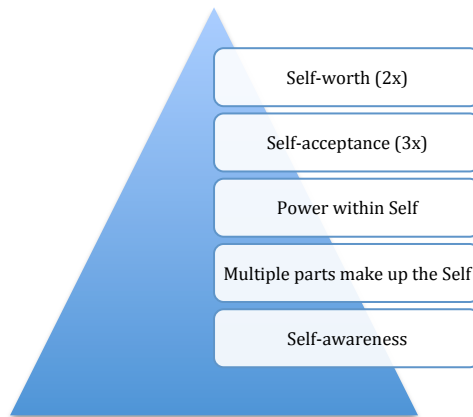 Self-worth (2x)
Self-acceptance (3x)
Power within Self
Multiple parts make up the Self
Self-awareness